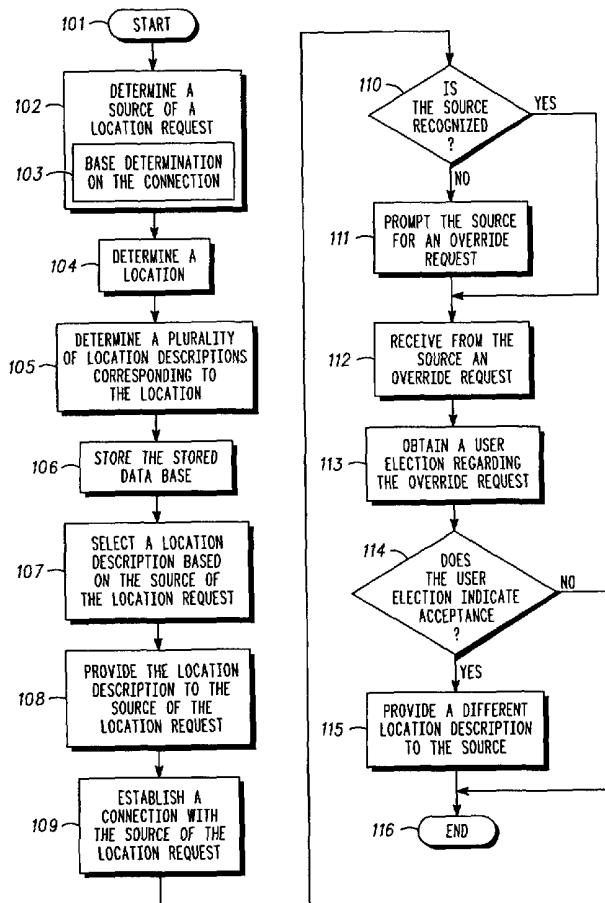 101
START
102
DETERMINE A
SOURCE OF A
LOCATION REQUEST
103
BASE DETERMINATION
ON THE CONNECTION
104
DETERMINE A
LOCATION
105
DETERMINE A PLURALITY
OF LOCATION DESCRIPTIONS
CORRESPONDING TO
THE LOCATION
106
STORE THE STORED
DATA BASE
107
SELECT A LOCATION
DESCRIPTION BASED
ON THE SOURCE OF
THE LOCATION REQUEST
108
PROVIDE THE LOCATION
DESCRIPTION TO THE
SOURCE OF THE
LOCATION REQUEST
109
ESTABLISH A
CONNECTION WITH
THE SOURCE OF THE
LOCATION REQUEST
110
IS
THE SOURCE
RECOGNIZED
?
YES
NO
111
PROMPT THE SOURCE
FOR AN OVERRIDE
REQUEST
112
RECEIVE FROM THE
SOURCE AN
OVERRIDE REQUEST
113
OBTAIN A USER
ELECTION REGARDING
THE OVERRIDE REQUEST
114
DOES
THE USER
ELECTION INDICATE
ACCEPTANCE
?
NO
YES
115
PROVIDE A DIFFERENT
LOCATION DESCRIPTION
TO THE SOURCE
116
END